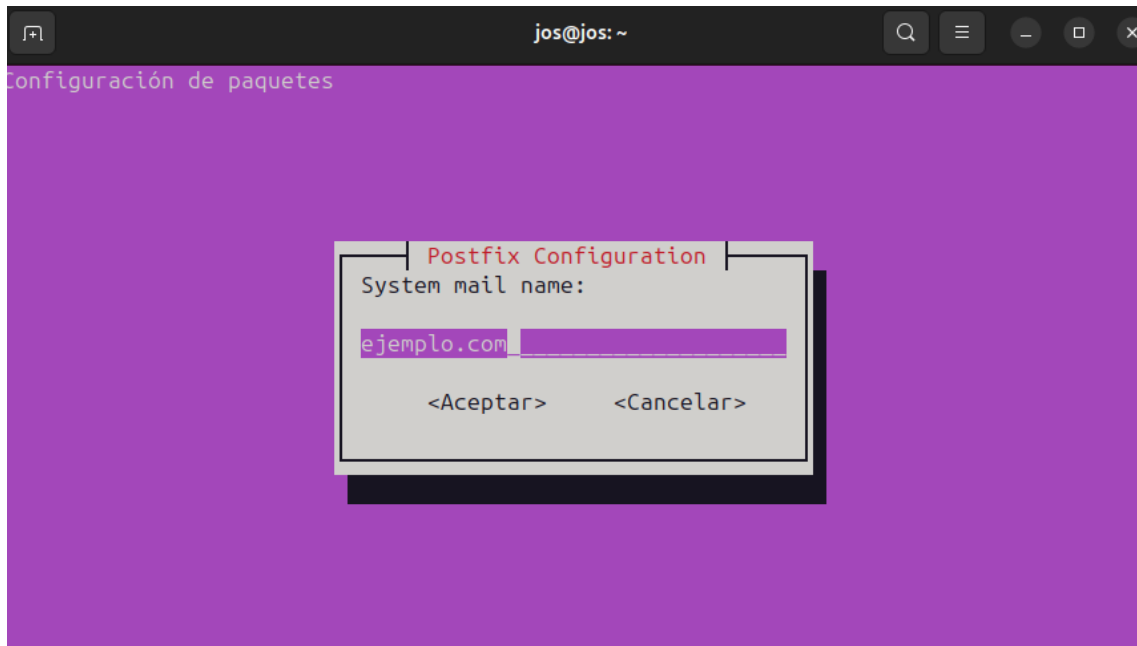 jos@jos: ~
Configuración de paquetes
Postfix Configuration
System mail name:
ejemplo.com
<Aceptar> <Cancelar>